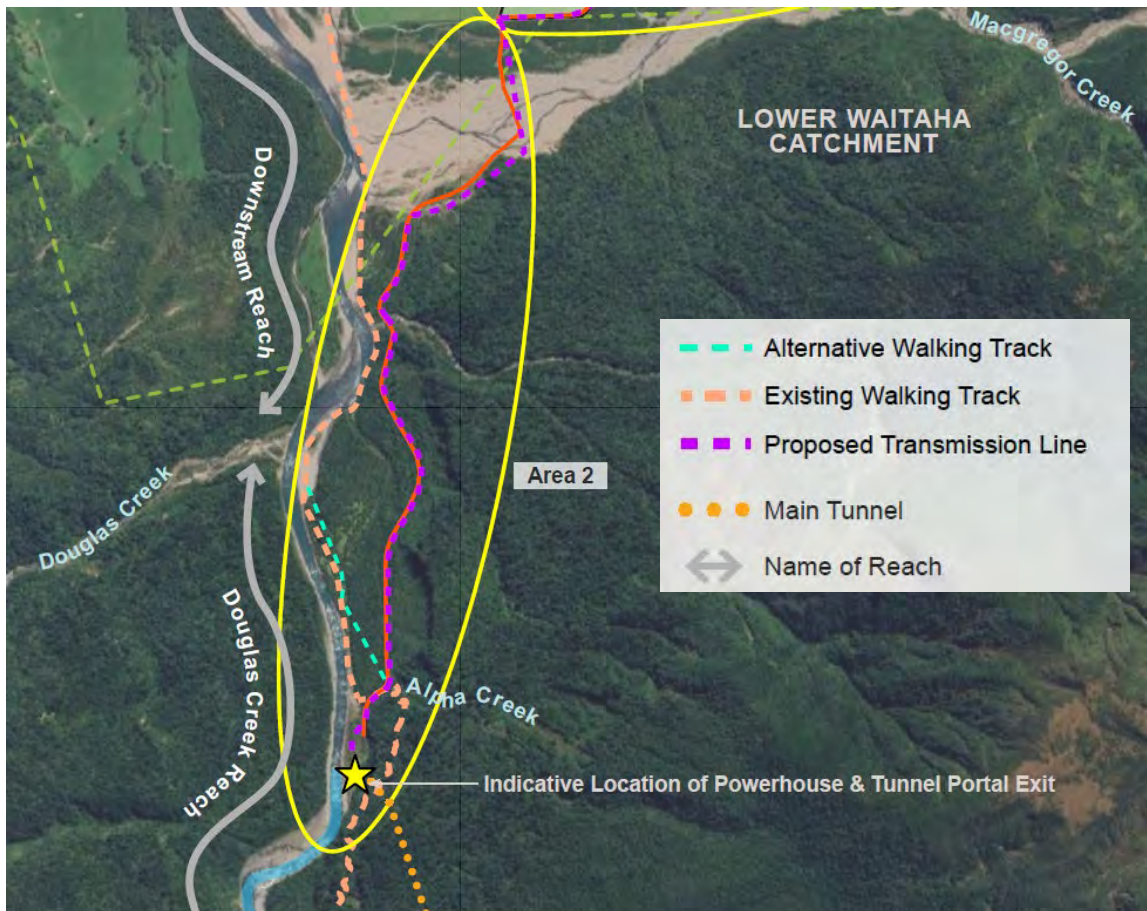 Macgregor Creek
LOWER WAITAHA
CATCHMENT
Downstream Reach
Alternative Walking Track
Existing Walking Track
Proposed Transmission Line
Main Tunnel
Name of Reach
Area 2
Douglas Creek
Douglas Creek Reach
Alpha Creek
Indicative Location of Powerhouse & Tunnel Portal Exit